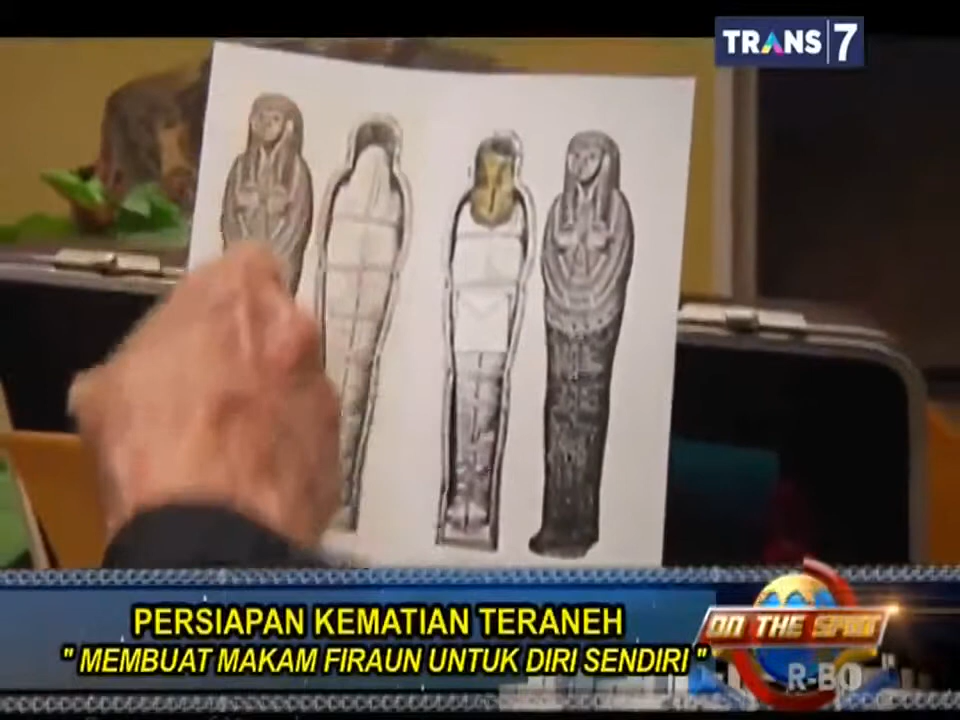 TRANS|7
PERSIAPAN KEMATIAN TERANEH
" MEMBUAT MAKAM FIRAUN UNTUK DIRI SENDIRI "
ON THE SPOT
R-BO